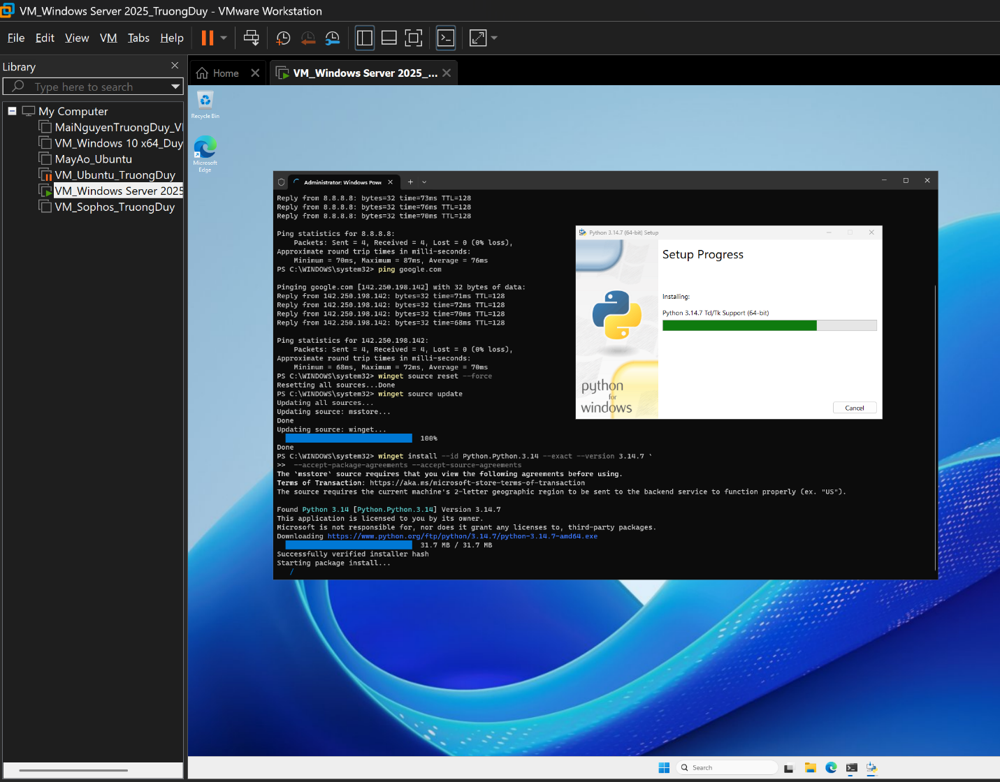 VM_Windows Server 2025_TruongDuy - VMware Workstation
File Edit View VM Tabs Help
Library
Type here to search
My Computer
MaiNguyenTruongDuy_VI
VM_Windows 10 x64_Duy
MayAo_Ubuntu
VM_Ubuntu_TruongDuy
VM_Windows Server 2025
VM_Sophos_TruongDuy
Home
VM_Windows Server 2025_...
Recycle Bin
Microsoft
Edge
Administrator: Windows Powe
Reply from 8.8.8.8: bytes=32 time=73ms TTL=128
Reply from 8.8.8.8: bytes=32 time=76ms TTL=128
Reply from 8.8.8.8: bytes=32 time=70ms TTL=128
Ping statistics for 8.8.8.8:
Packets: Sent = 4, Received = 4, Lost = 0 (0% loss),
Approximate round trip times in milli-seconds:
Minimum = 70ms, Maximum = 87ms, Average = 76ms
PS C:\WINDOWS\system32> ping google.com
Pinging google.com [142.250.198.142] with 32 bytes of data:
Reply from 142.250.198.142: bytes=32 time=71ms TTL=128
Reply from 142.250.198.142: bytes=32 time=72ms TTL=128
Reply from 142.250.198.142: bytes=32 time=70ms TTL=128
Reply from 142.250.198.142: bytes=32 time=68ms TTL=128
Ping statistics for 142.250.198.142:
Packets: Sent = 4, Received = 4, Lost = 0 (0% loss),
Approximate round trip times in milli-seconds:
Minimum = 68ms, Maximum = 72ms, Average = 70ms
PS C:\WINDOWS\system32> winget source reset --force
Resetting all sources...Done
PS C:\WINDOWS\system32> winget source update
Updating all sources...
Updating source: msstore...
Done
Updating source: winget...
100%
Done
PS C:\WINDOWS\system32> winget install --id Python.Python.3.14 --exact --version 3.14.7 `
>> --accept-package-agreements --accept-source-agreements
The `msstore` source requires that you view the following agreements before using.
Terms of Transaction: https://aka.ms/microsoft-store-terms-of-transaction
The source requires the current machine's 2-letter geographic region to be sent to the backend service to function properly (ex. "US").
Found Python 3.14 [Python.Python.3.14] Version 3.14.7
This application is licensed to you by its owner.
Microsoft is not responsible for, nor does it grant any licenses to, third-party packages.
Downloading https://www.python.org/ftp/python/3.14.7/python-3.14.7-amd64.exe
31.7 MB / 31.7 MB
Successfully verified installer hash
Starting package install...
/
Python 3.14.7 (64-bit) Setup
Setup Progress
Installing:
Python 3.14.7 Tcl/Tk Support (64-bit)
python
for
windows
Cancel
Search